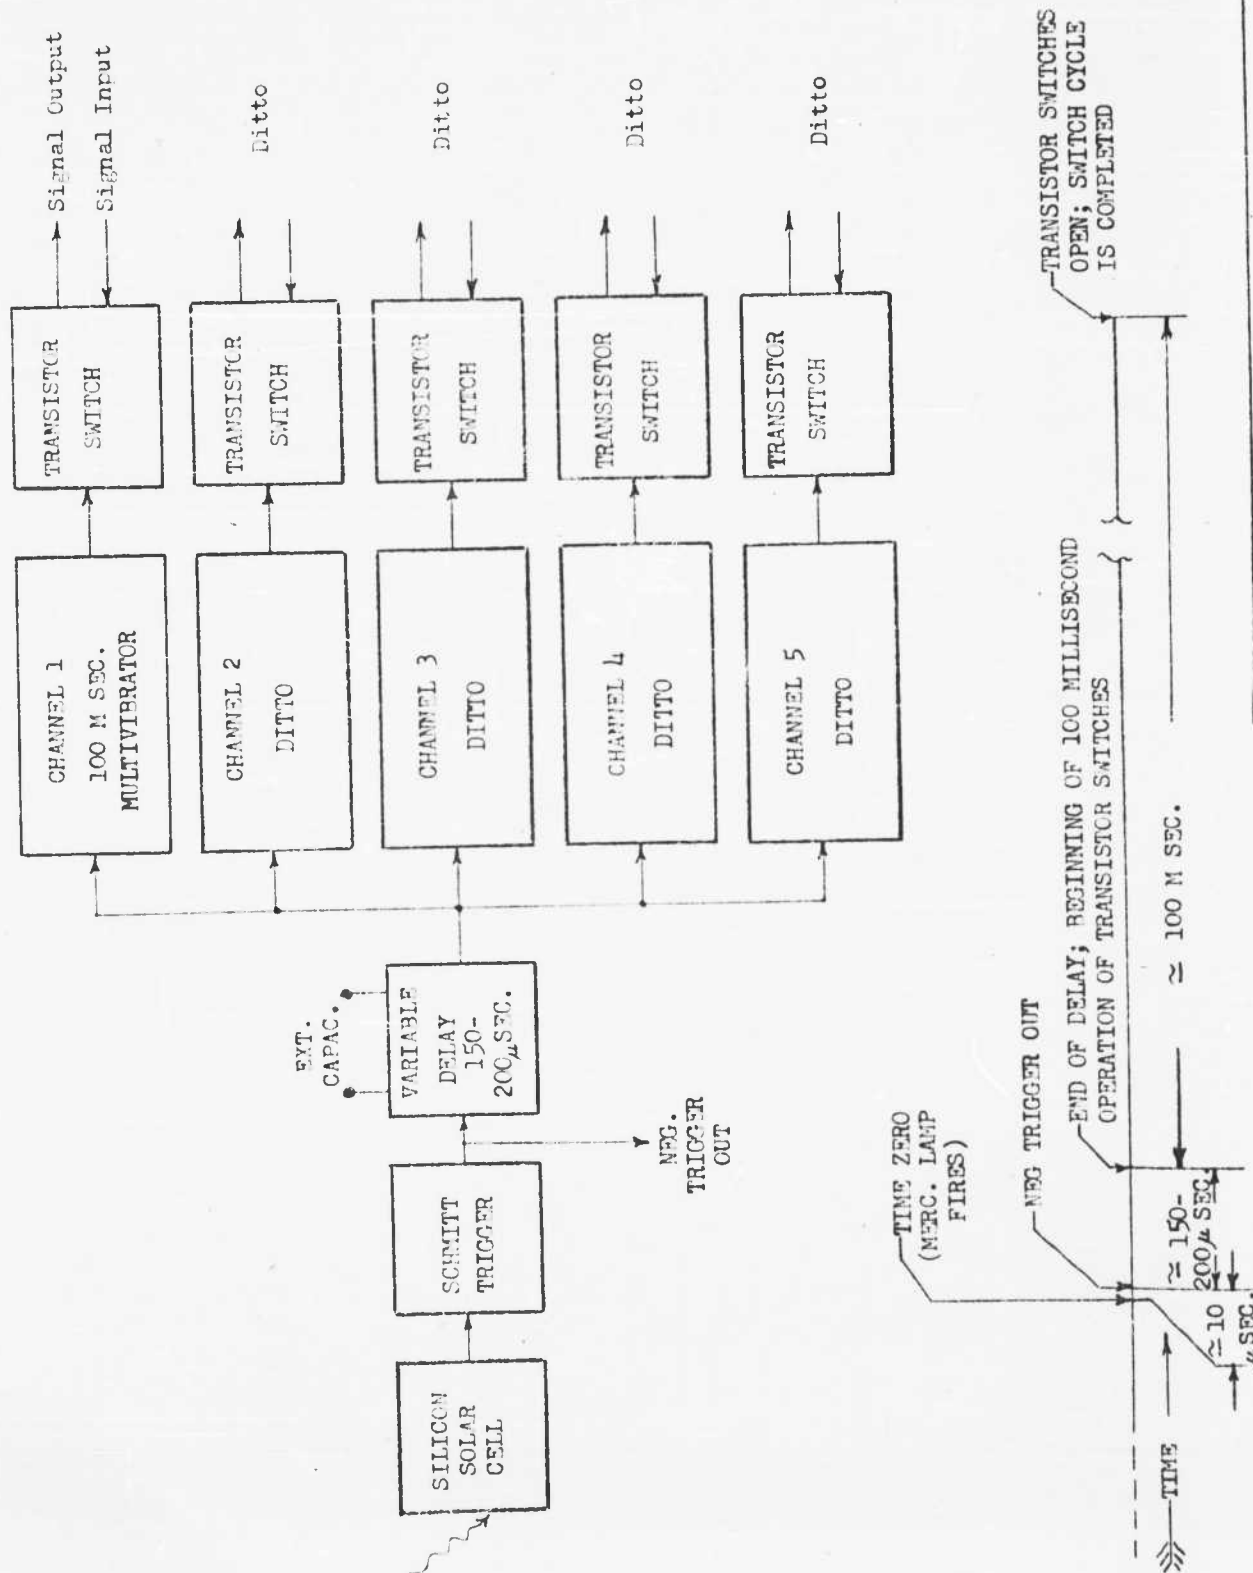 SILICON
SOLAR
CELL
SCHMITT
TRIGGER
NEG.
TRIGGER
OUT
EXT.
CAPAC.
VARIABLE
DELAY
150-
200μSEC.
CHANNEL 1
100 M SEC.
MULTIVIBRATOR
TRANSISTOR
SWITCH
Signal Output
Signal Input
CHANNEL 2
DITTO
TRANSISTOR
SWITCH
Ditto
CHANNEL 3
DITTO
TRANSISTOR
SWITCH
Ditto
CHANNEL 4
DITTO
TRANSISTOR
SWITCH
Ditto
CHANNEL 5
DITTO
TRANSISTOR
SWITCH
Ditto
TIME ZERO
(MERC. LAMP
FIRES)
NEG TRIGGER OUT
END OF DELAY; BEGINNING OF 100 MILLISECOND
OPERATION OF TRANSISTOR SWITCHES
TRANSISTOR SWITCHES
OPEN; SWITCH CYCLE
IS COMPLETED
TIME
≃ 10
μSEC.
≃ 150-
200μSEC.
≃ 100 M SEC.